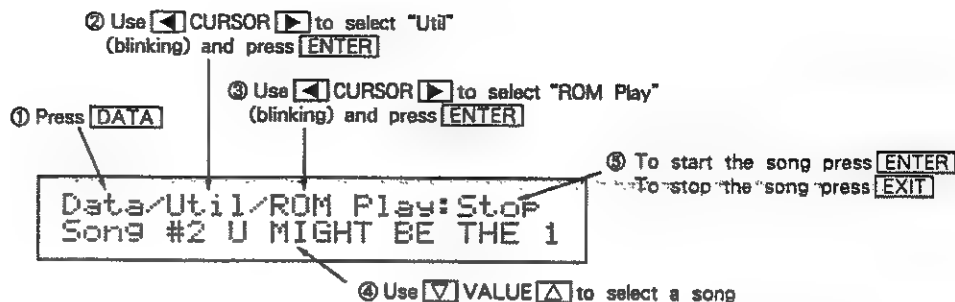 ② Use ◀ CURSOR ▶ to select "Util"
(blinking) and press ENTER
③ Use ◀ CURSOR ▶ to select "ROM Play"
(blinking) and press ENTER
① Press DATA
⑤ To start the song press ENTER
To stop the song press EXIT
Data/Util/ROM Play:Stop
Song #2 U MIGHT BE THE 1
④ Use ▽ VALUE △ to select a song